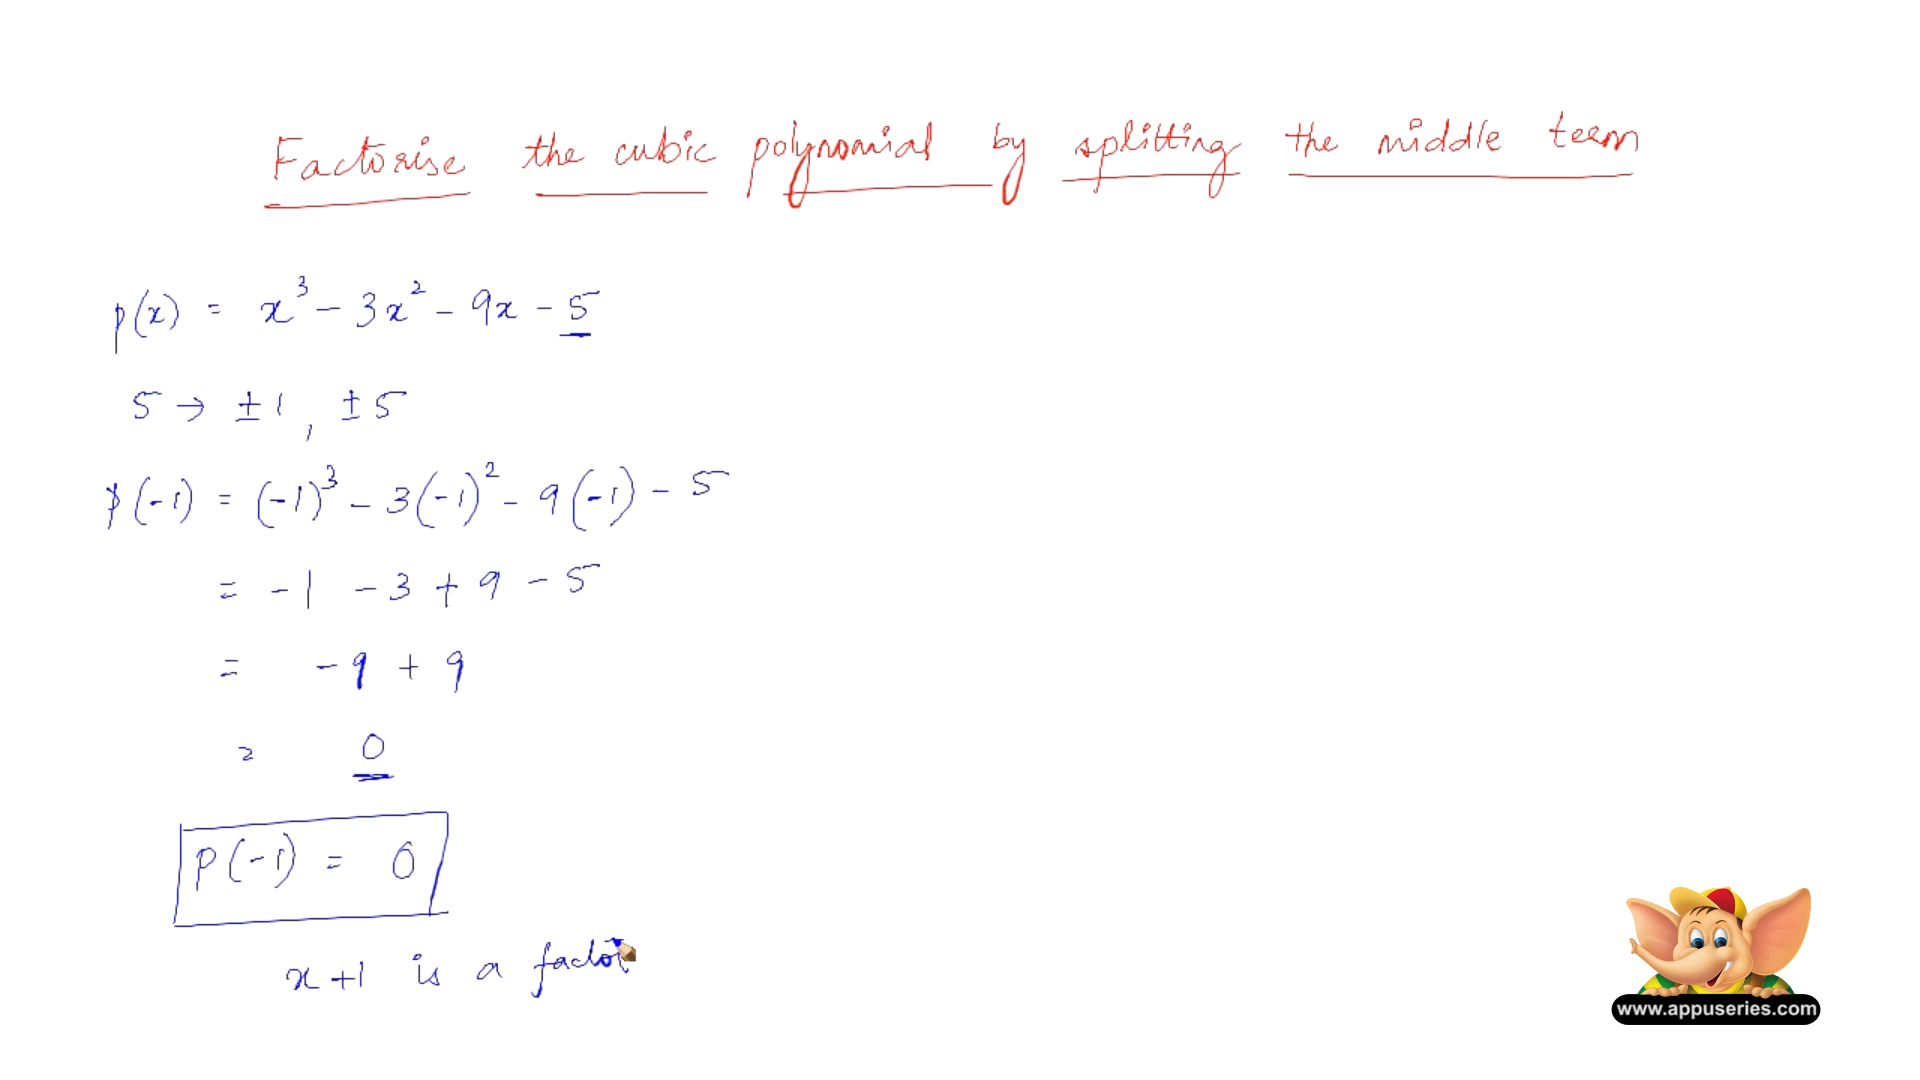 Factorise the cubic polynomial by splitting the middle term
p(x) = x³ - 3x² - 9x - 5
5 → ±1, ±5
p(-1) = (-1)³ - 3(-1)² - 9(-1) - 5
= -1 - 3 + 9 - 5
= -9 + 9
= 0
P(-1) = 0
x+1 is a factor
www.appuseries.com